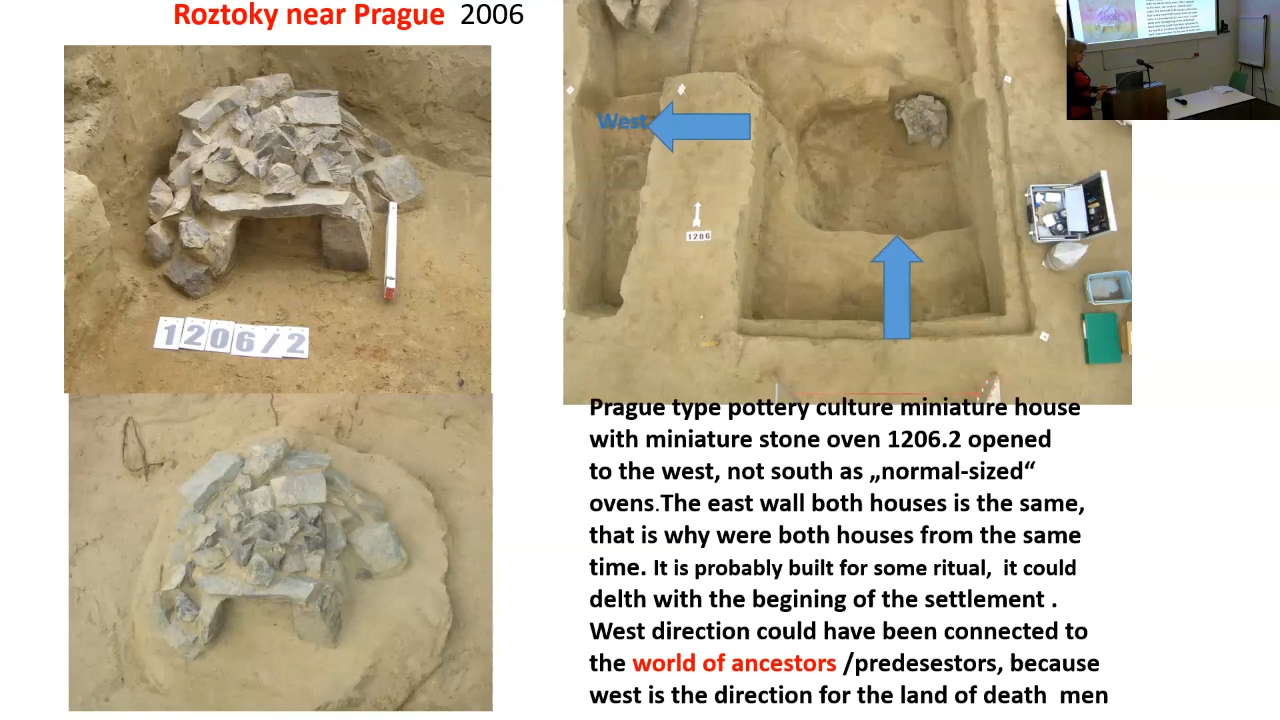 Roztoky near Prague 2006
1206/2
West
1206
Prague type pottery culture miniature house
with miniature stone oven 1206.2 opened
to the west, not south as „normal-sized“
ovens.The east wall both houses is the same,
that is why were both houses from the same
time. It is probably built for some ritual, it could
delth with the begining of the settlement .
West direction could have been connected to
the world of ancestors /predesestors, because
west is the direction for the land of death men